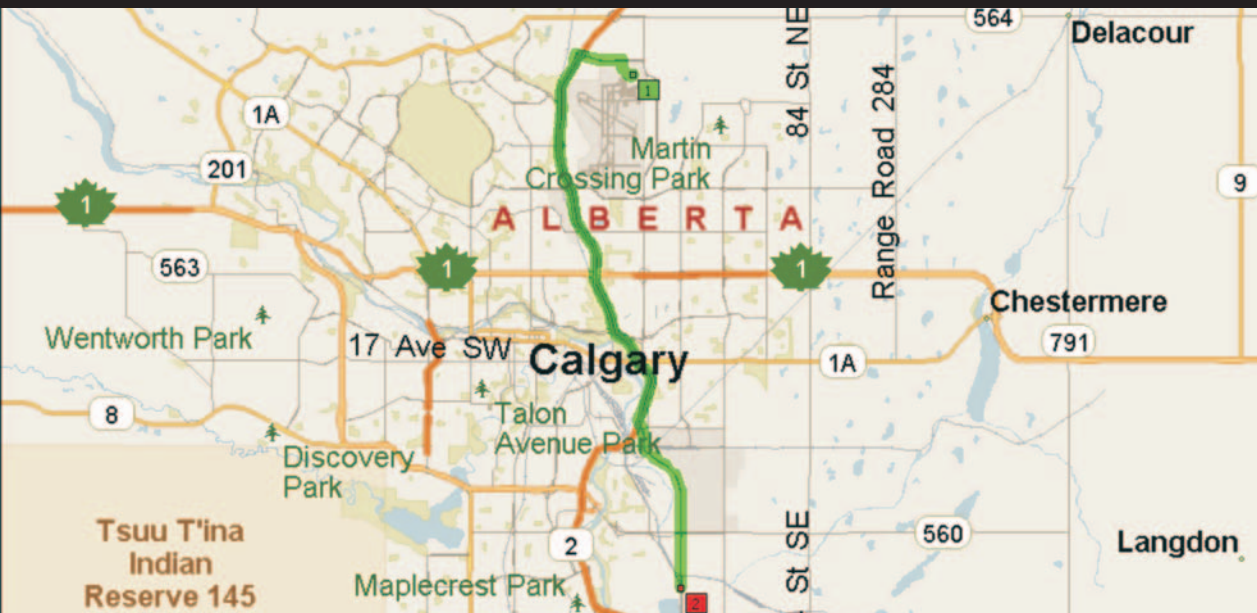 564
Delacour
84 St NE
Range Road 284
1A
1
201
Martin
Crossing Park
9
1
ALBERTA
563
1
1
Chestermere
Wentworth Park
17 Ave SW
Calgary
1A
791
8
Talon
Avenue Park
Discovery
Park
Tsuu T'ina
Indian
Reserve 145
2
560
Langdon
St SE
Maplecrest Park
2